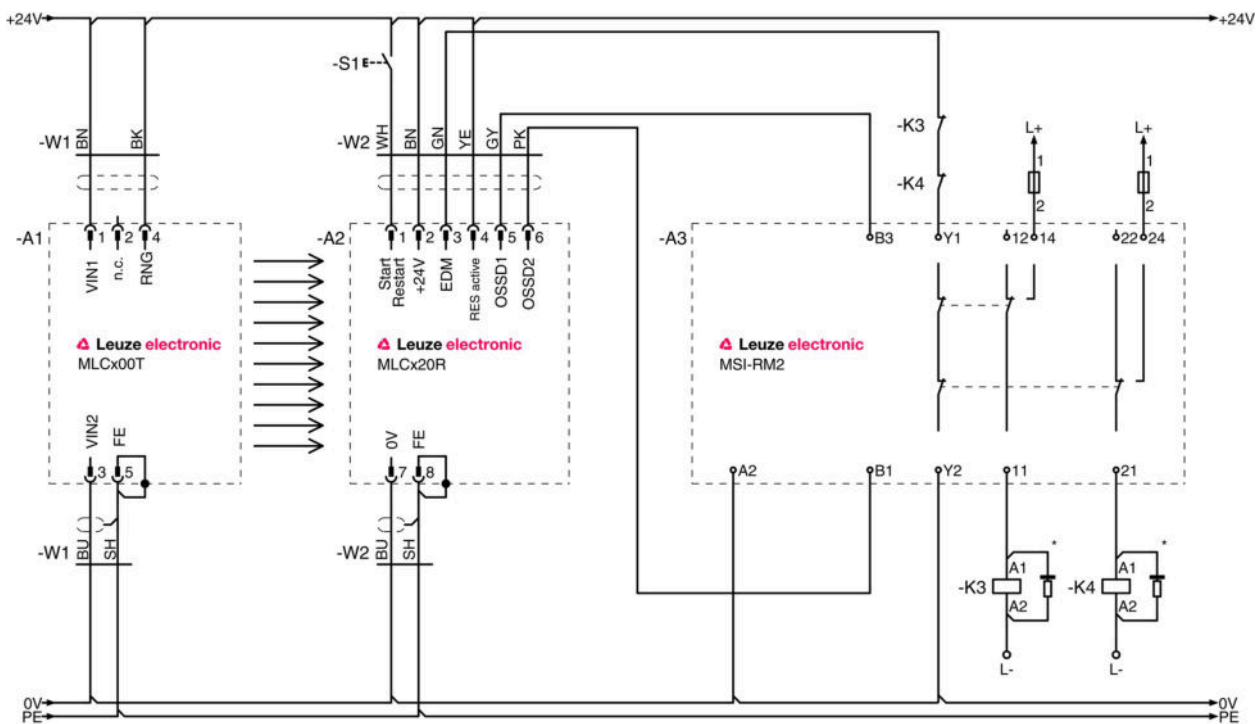 +24V
+24V
-S1
L+
L+
-K3
1
2
1
2
-K4
-W1
BN
BK
-W2
WH
BN
GN
YE
GY
PK
-A1
1
2
4
VIN1
n.c.
RNG
-A2
1
2
3
4
5
6
Start
Restart
+24V
EDM
RES active
OSSD1
OSSD2
-A3
B3
Y1
12
14
22
24
Leuze electronic
MLCx00T
Leuze electronic
MLCx20R
Leuze electronic
MSI-RM2
VIN2
FE
3
5
0V
FE
7
8
A2
B1
Y2
11
21
-W1
BU
SH
-W2
BU
SH
-K3
A1
A2
*
-K4
A1
A2
*
L-
L-
0V
0V
PE
PE